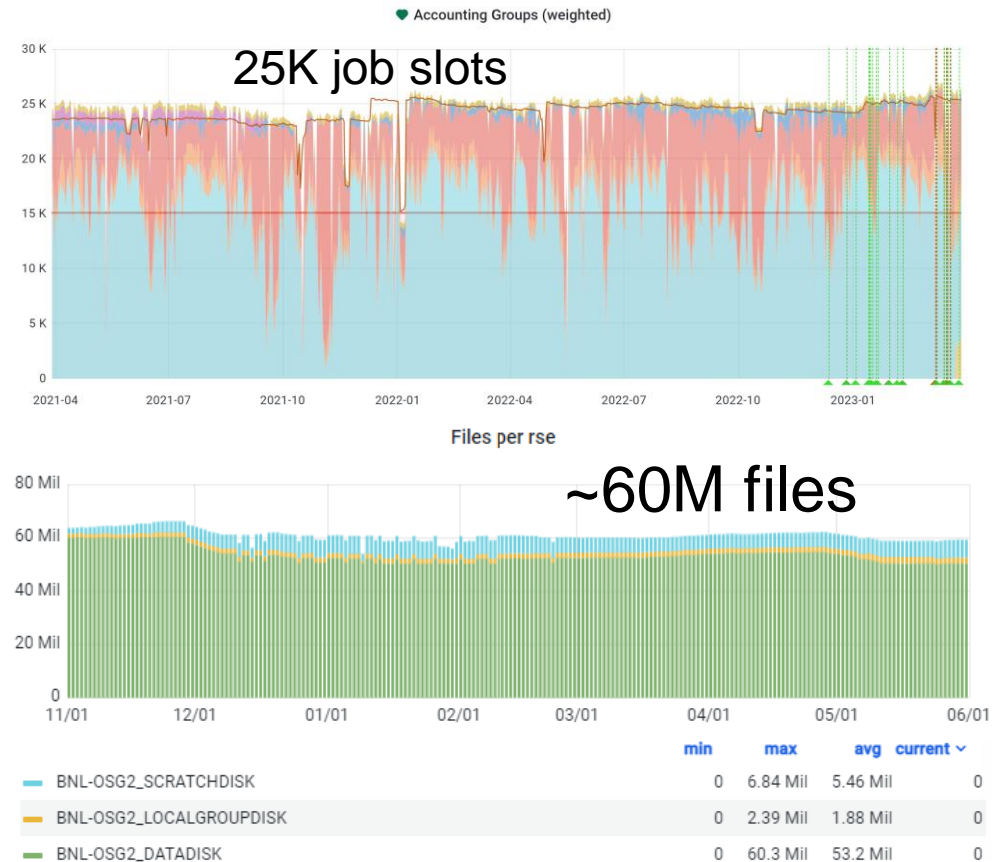 Accounting Groups (weighted)
30 K
25K job slots
25 K
20 K
15 K
10 K
5 K
0
2021-04 2021-07 2021-10 2022-01 2022-04 2022-07 2022-10 2023-01
Files per rse
80 Mil
~60M files
60 Mil
40 Mil
20 Mil
0
11/01 12/01 01/01 02/01 03/01 04/01 05/01 06/01
min max avg current
BNL-OSG2_SCRATCHDISK 0 6.84 Mil 5.46 Mil 0
BNL-OSG2_LOCALGROUPDISK 0 2.39 Mil 1.88 Mil 0
BNL-OSG2_DATADISK 0 60.3 Mil 53.2 Mil 0